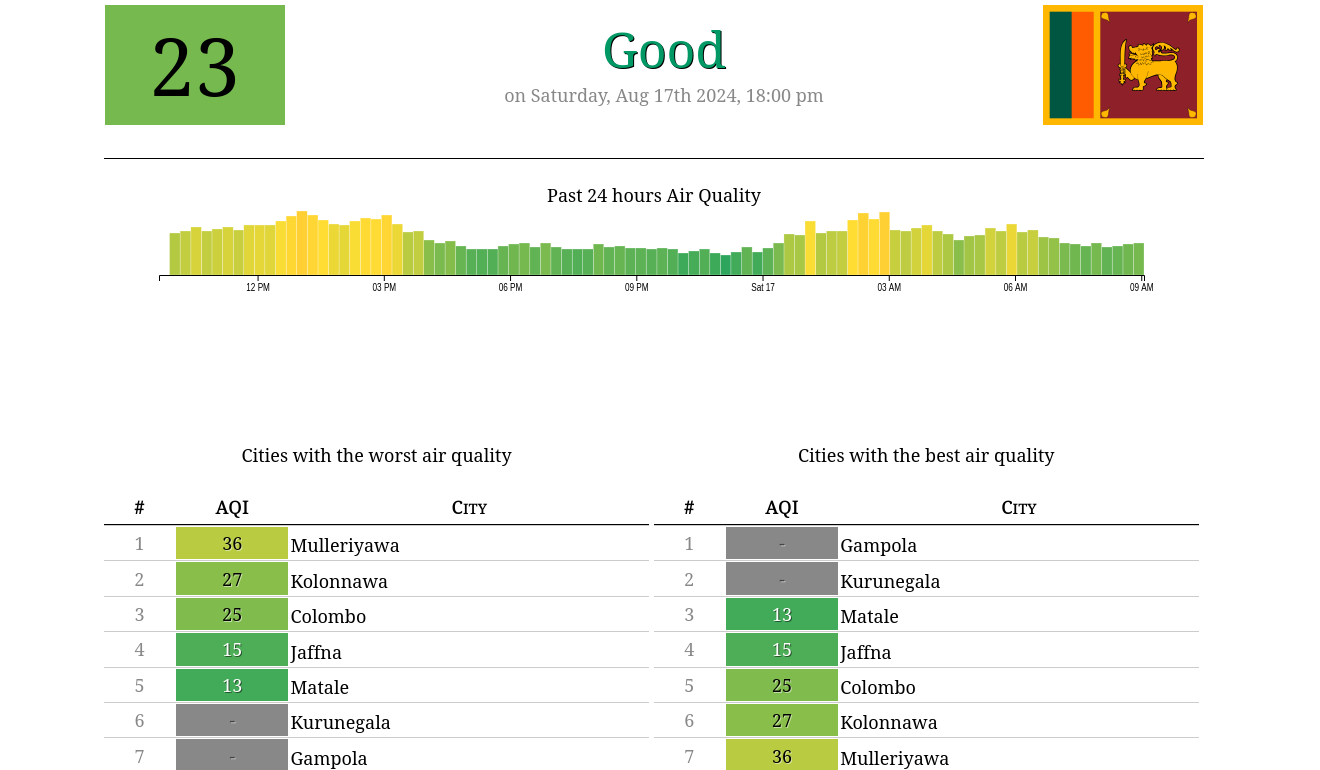 23
Good
on Saturday, Aug 17th 2024, 18:00 pm
Past 24 hours Air Quality
12 PM 03 PM 06 PM 09 PM Sat 17 03 AM 06 AM 09 AM
Cities with the worst air quality
# AQI City
1 36 Mulleriyawa
2 27 Kolonnawa
3 25 Colombo
4 15 Jaffna
5 13 Matale
6 - Kurunegala
7 - Gampola
Cities with the best air quality
# AQI City
1 - Gampola
2 - Kurunegala
3 13 Matale
4 15 Jaffna
5 25 Colombo
6 27 Kolonnawa
7 36 Mulleriyawa